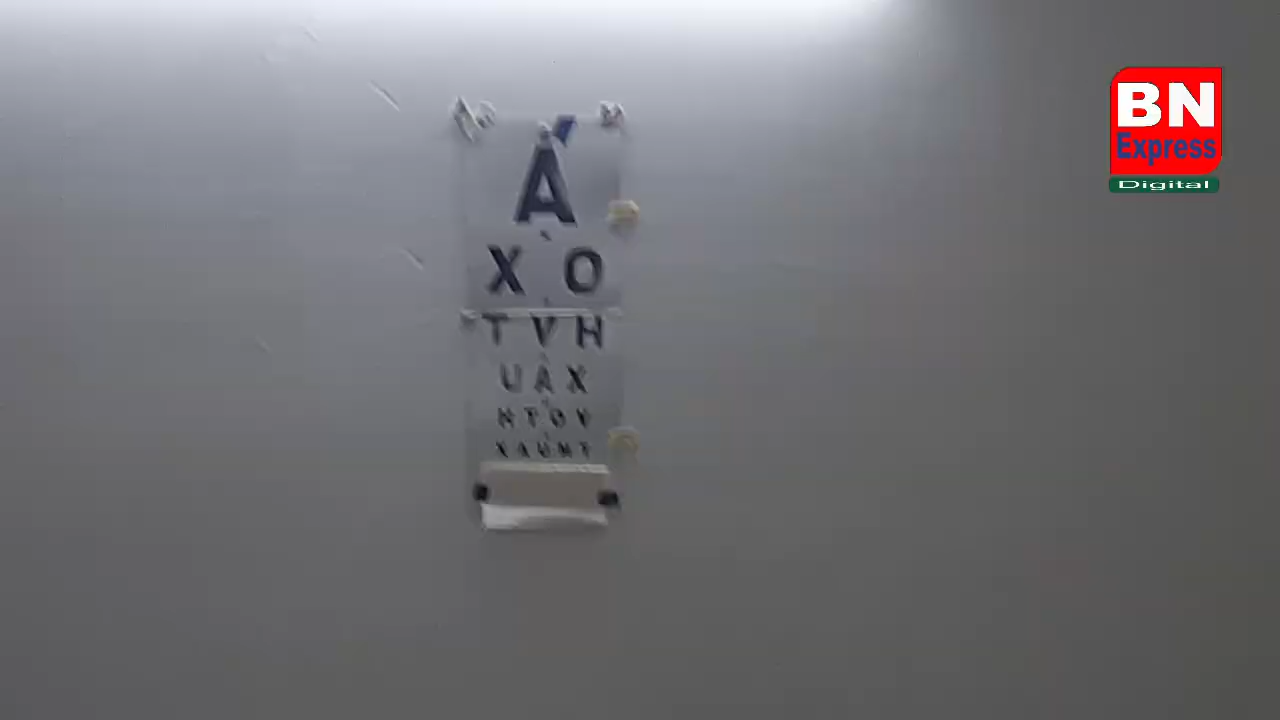 A
X O
T V H
U A X
H T O V
X A U H T
BN
Express
Digital